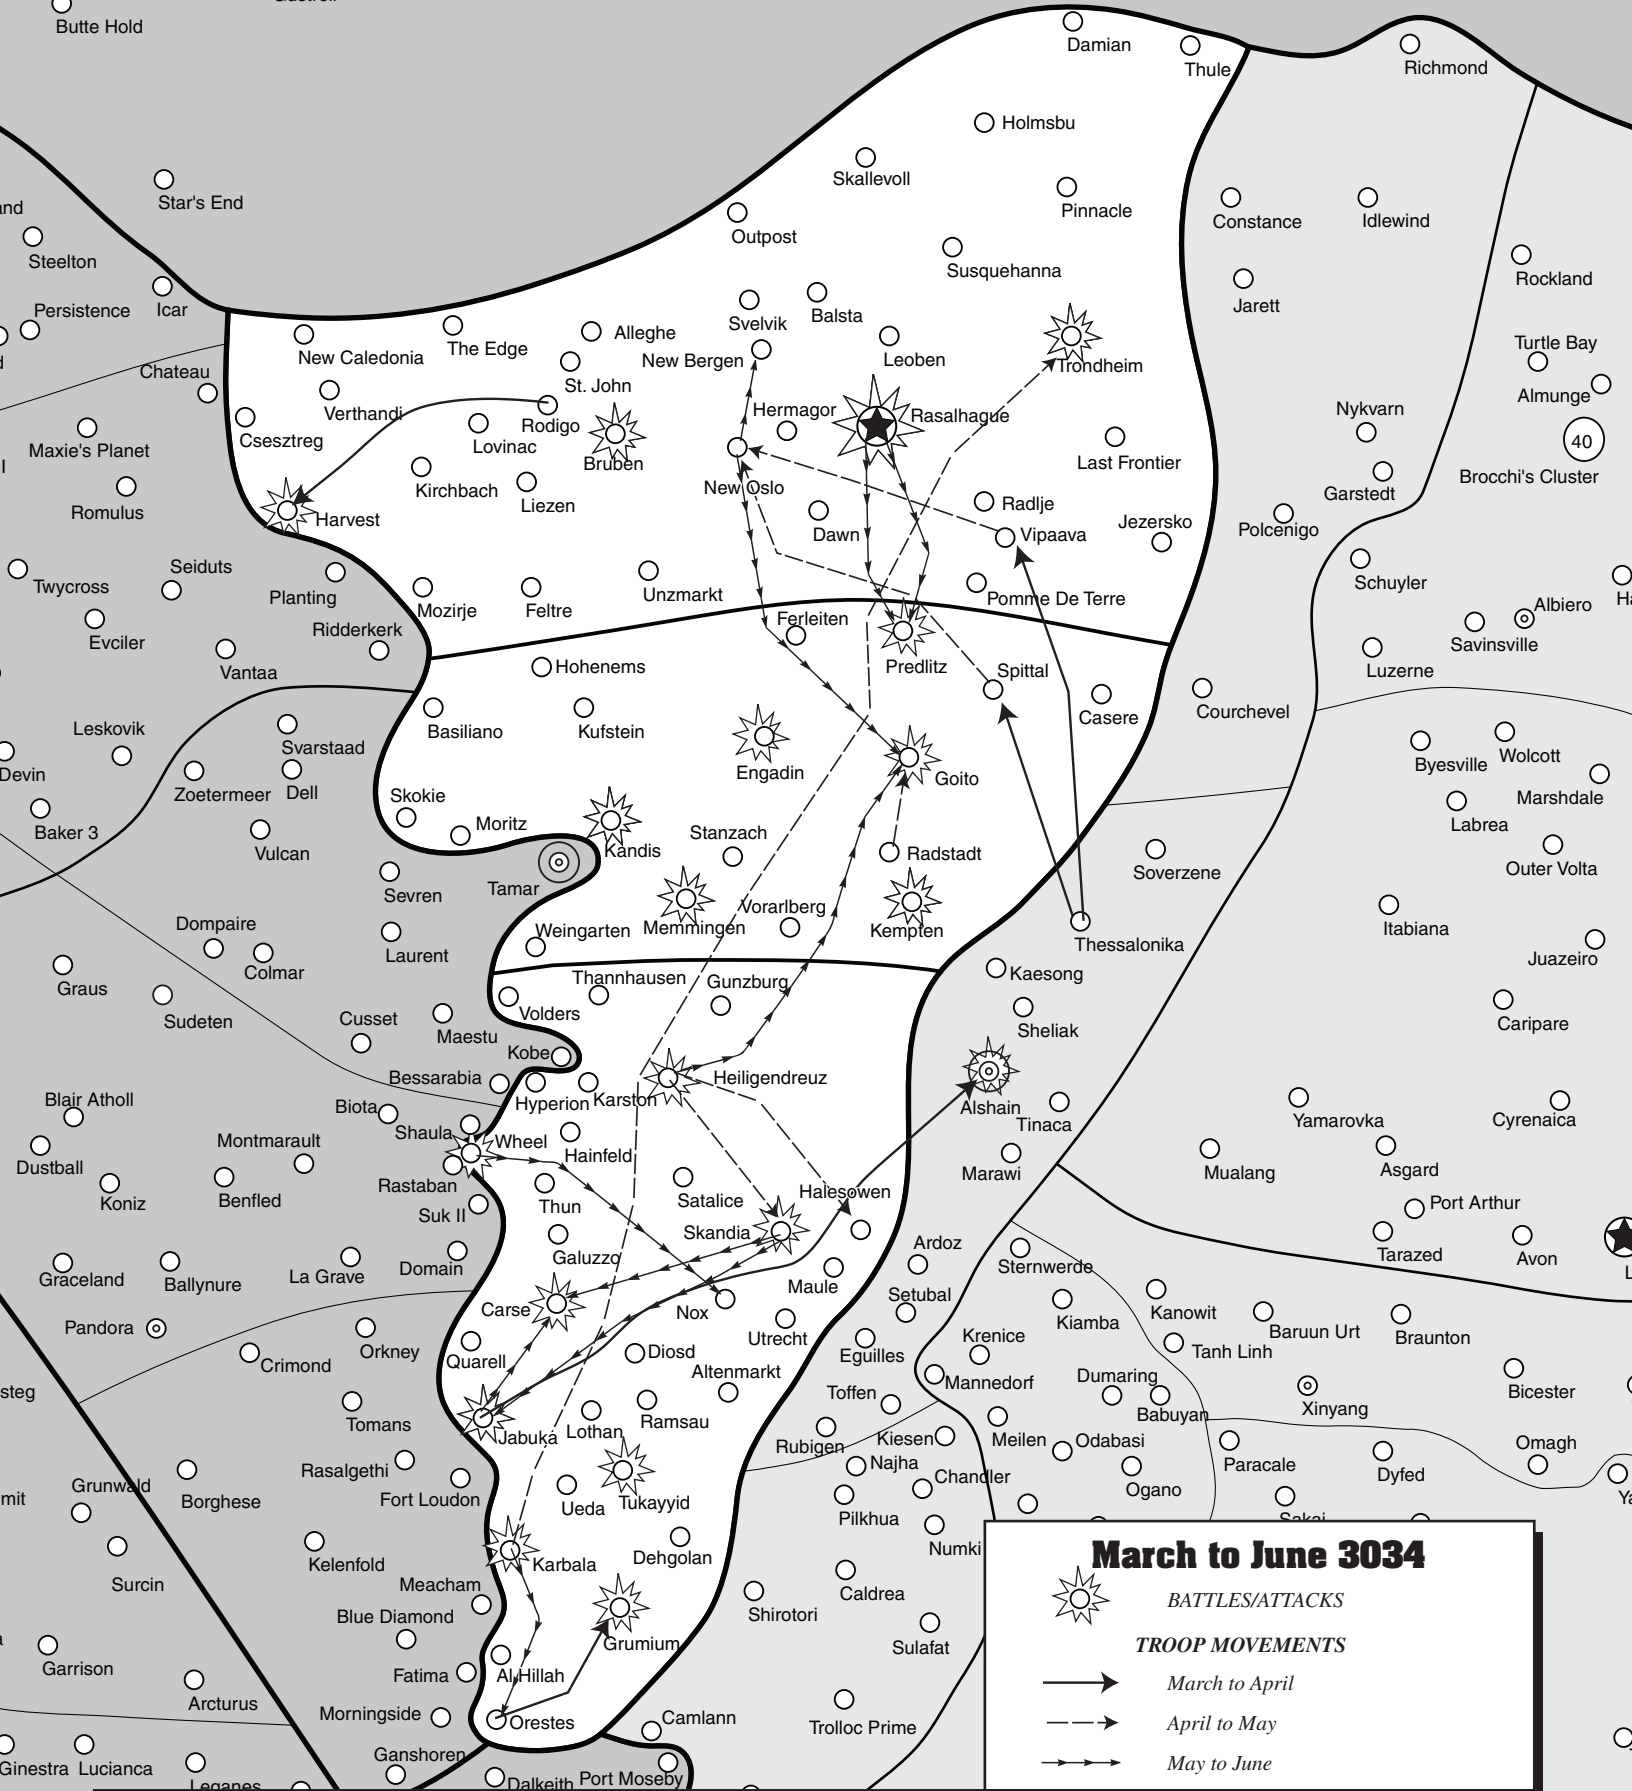 Butte Hold
Damian
Thule
Richmond
Holmsbu
Skallevoll
Pinnacle
Star's End
Outpost
Constance
Idlewind
Steelton
Susquehanna
Rockland
Persistence
Icar
Jarett
Svelvik
Balsta
Alleghe
The Edge
New Caledonia
New Bergen
Leoben
Trondheim
Turtle Bay
Chateau
St. John
Almunge
Verthandi
Hermagor
Rasalhague
Nykvarn
Csesztreg
Lovinac
Rodigo
40
Maxie's Planet
Bruben
Last Frontier
Brocchi's Cluster
Kirchbach
Liezen
New Oslo
Radlje
Garstedt
Romulus
Harvest
Dawn
Vipaava
Jezersko
Polcenigo
Twycross
Seiduts
Planting
Mozirje
Feltre
Unzmarkt
Pomme De Terre
Schuyler
Albiero
Evciler
Ridderkerk
Ferleiten
Savinsville
Vantaa
Hohenems
Predlitz
Spittal
Luzerne
Leskovik
Svarstaad
Basiliano
Kufstein
Casere
Courchevel
Devin
Zoetermeer
Dell
Engadin
Goito
Byesville
Wolcott
Marshdale
Skokie
Baker 3
Moritz
Stanzach
Labrea
Vulcan
Kandis
Radstadt
Outer Volta
Sevren
Tamar
Soverzene
Dompaire
Vorarlberg
Weingarten
Memmingen
Kempten
Itabiana
Laurent
Thessalonika
Colmar
Juazeiro
Graus
Thannhausen
Gunzburg
Kaesong
Sudeten
Cusset
Maestu
Volders
Sheliak
Caripare
Kobe
Bessarabia
Heiligendreuz
Blair Atholl
Biota
Hyperion
Karston
Alshain
Tinaca
Yamarovka
Cyrenaica
Shaula
Wheel
Montmarault
Hainfeld
Dustball
Rastaban
Marawi
Mualang
Asgard
Koniz
Benfled
Suk II
Thun
Satalice
Halesowen
Port Arthur
Skandia
Graceland
Ballynure
La Grave
Domain
Galuzzo
Ardoz
Sternwerde
Tarazed
Avon
Maule
Carse
Nox
Setubal
Pandora
Kiamba
Kanowit
Utrecht
Krenice
Baruun Urt
Braunton
Crimond
Orkney
Quarell
Diosd
Eguilles
Tanh Linh
Altenmarkt
Mannedorf
Dumaring
Toffen
Bicester
steg
Babuyan
Xinyang
Tomans
Jabuka
Lothan
Ramsau
Rubigen
Kiesen
Meilen
Odabasi
Omagh
Rasalgethi
Najha
Chandler
Paracale
Dyfed
Grunwald
Borghese
Fort Loudon
Ueda
Tukayyid
Ogano
mit
Pilkhua
Sakai
Kelenfold
Karbala
Dehgolan
Numki
Surcin
Meacham
Caldrea
Blue Diamond
Shirotori
Garrison
Grumium
Sulafat
Fatima
Al Hillah
Arcturus
Morningside
Orestes
Camlann
Trolloc Prime
Ginestra
Lucianca
Ganshoren
Leganes
Dalkeith
Port Moseby
March to June 3034
BATTLES/ATTACKS
TROOP MOVEMENTS
March to April
April to May
May to June